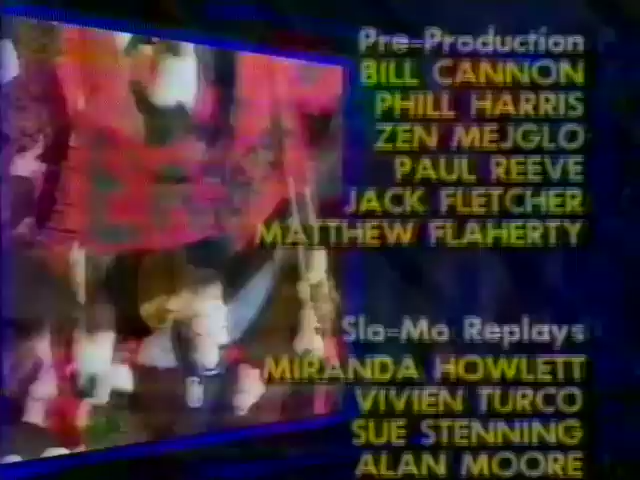 Pre-Production
BILL CANNON
PHILL HARRIS
ZEN MEJGLO
PAUL REEVE
JACK FLETCHER
MATTHEW FLAHERTY
Slo-Mo Replays
MIRANDA HOWLETT
VIVIEN TURCO
SUE STENNING
ALAN MOORE